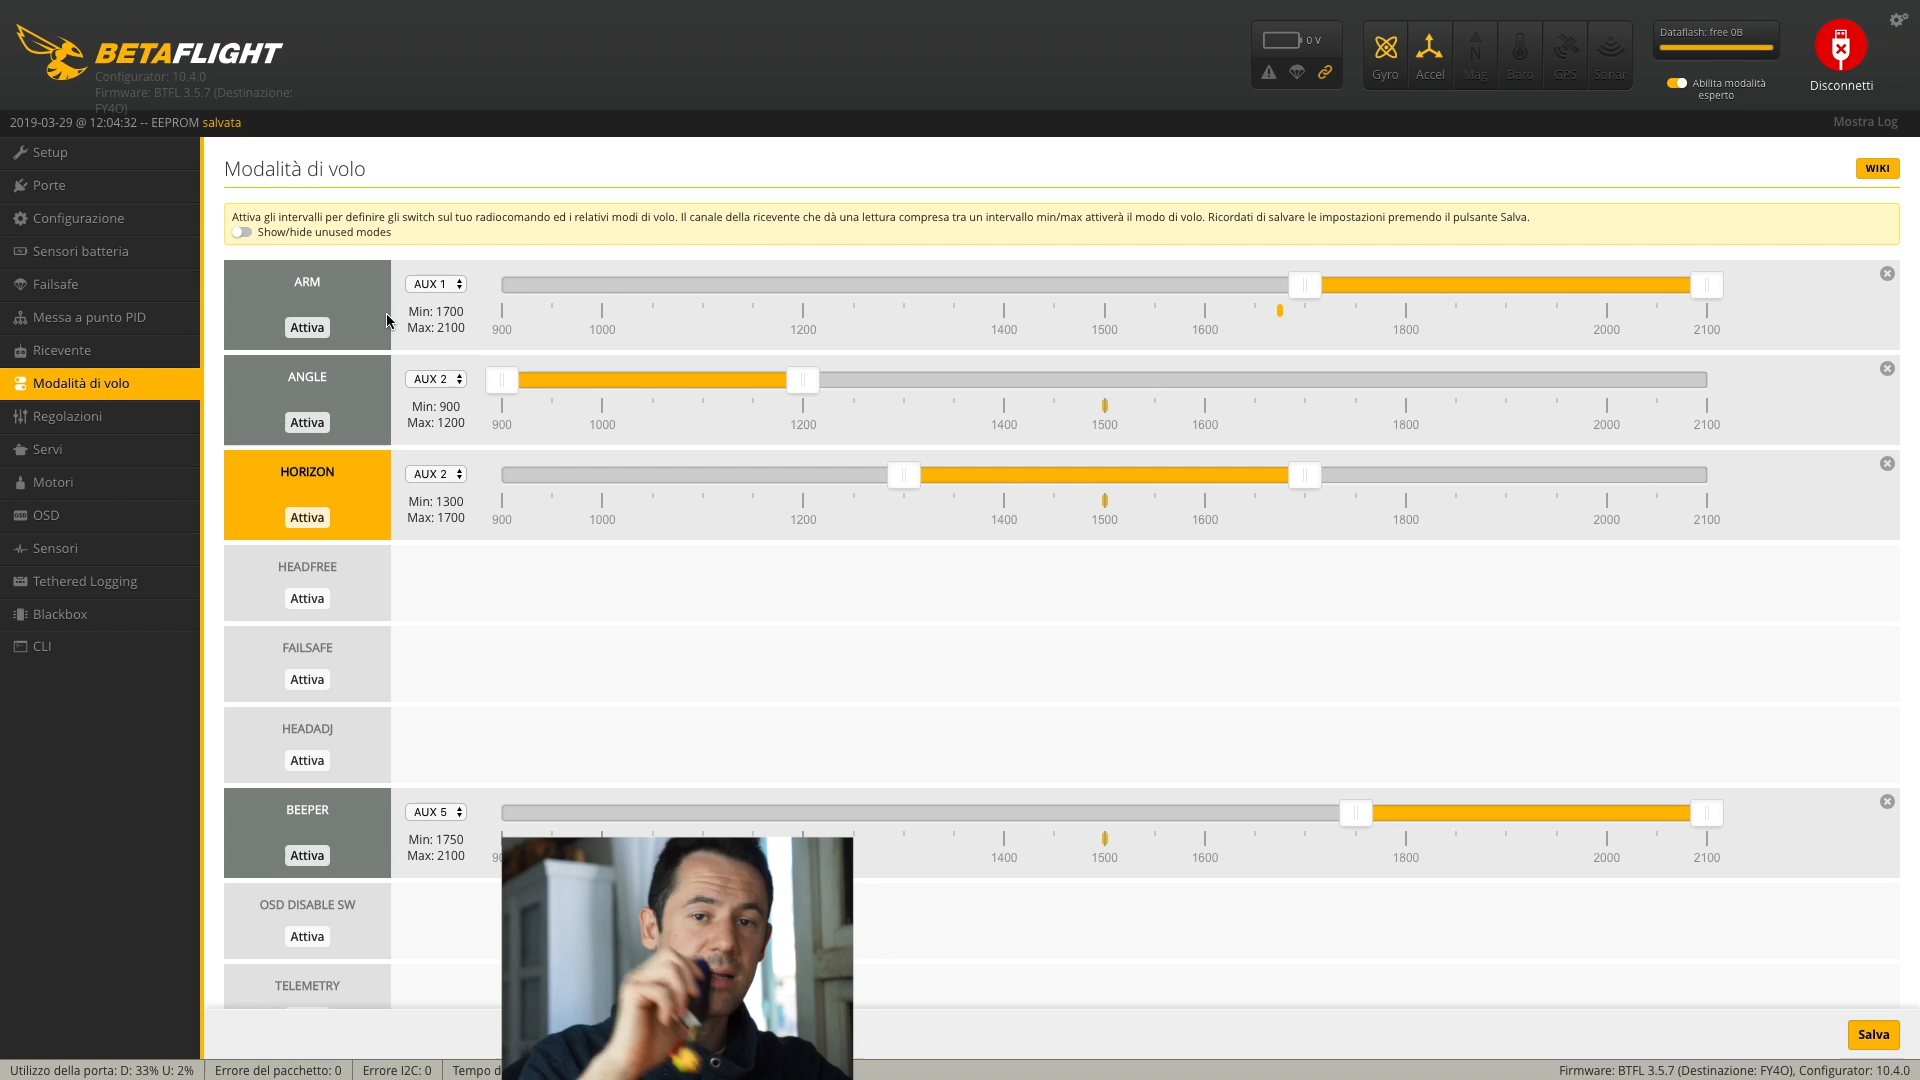 BETAFLIGHT
Configurator: 10.4.0
Firmware: BTFL 3.5.7 (Destinazione:
FY4O)
0 V
Gyro
Accel
Mag
Baro
GPS
Sonar
Dataflash: free 0B
Abilita modalità
esperto
Disconnetti
2019-03-29 @ 12:04:32 -- EEPROM salvata
Mostra Log
Setup
Porte
Configurazione
Sensori batteria
Failsafe
Messa a punto PID
Ricevente
Modalità di volo
Regolazioni
Servi
Motori
OSD
Sensori
Tethered Logging
Blackbox
CLI
Modalità di volo
WIKI
Attiva gli intervalli per definire gli switch sul tuo radiocomando ed i relativi modi di volo. Il canale della ricevente che dà una lettura compresa tra un intervallo min/max attiverà il modo di volo. Ricordati di salvare le impostazioni premendo il pulsante Salva.
Show/hide unused modes
ARM
Attiva
AUX 1
Min: 1700
Max: 2100
900 1000 1200 1400 1500 1600 1800 2000 2100
ANGLE
Attiva
AUX 2
Min: 900
Max: 1200
900 1000 1200 1400 1500 1600 1800 2000 2100
HORIZON
Attiva
AUX 2
Min: 1300
Max: 1700
900 1000 1200 1400 1500 1600 1800 2000 2100
HEADFREE
Attiva
FAILSAFE
Attiva
HEADADJ
Attiva
BEEPER
Attiva
AUX 5
Min: 1750
Max: 2100
1400 1500 1600 1800 2000 2100
OSD DISABLE SW
Attiva
TELEMETRY
Salva
Utilizzo della porta: D: 33% U: 2%
Errore del pacchetto: 0
Errore I2C: 0
Tempo d
Firmware: BTFL 3.5.7 (Destinazione: FY4O), Configurator: 10.4.0